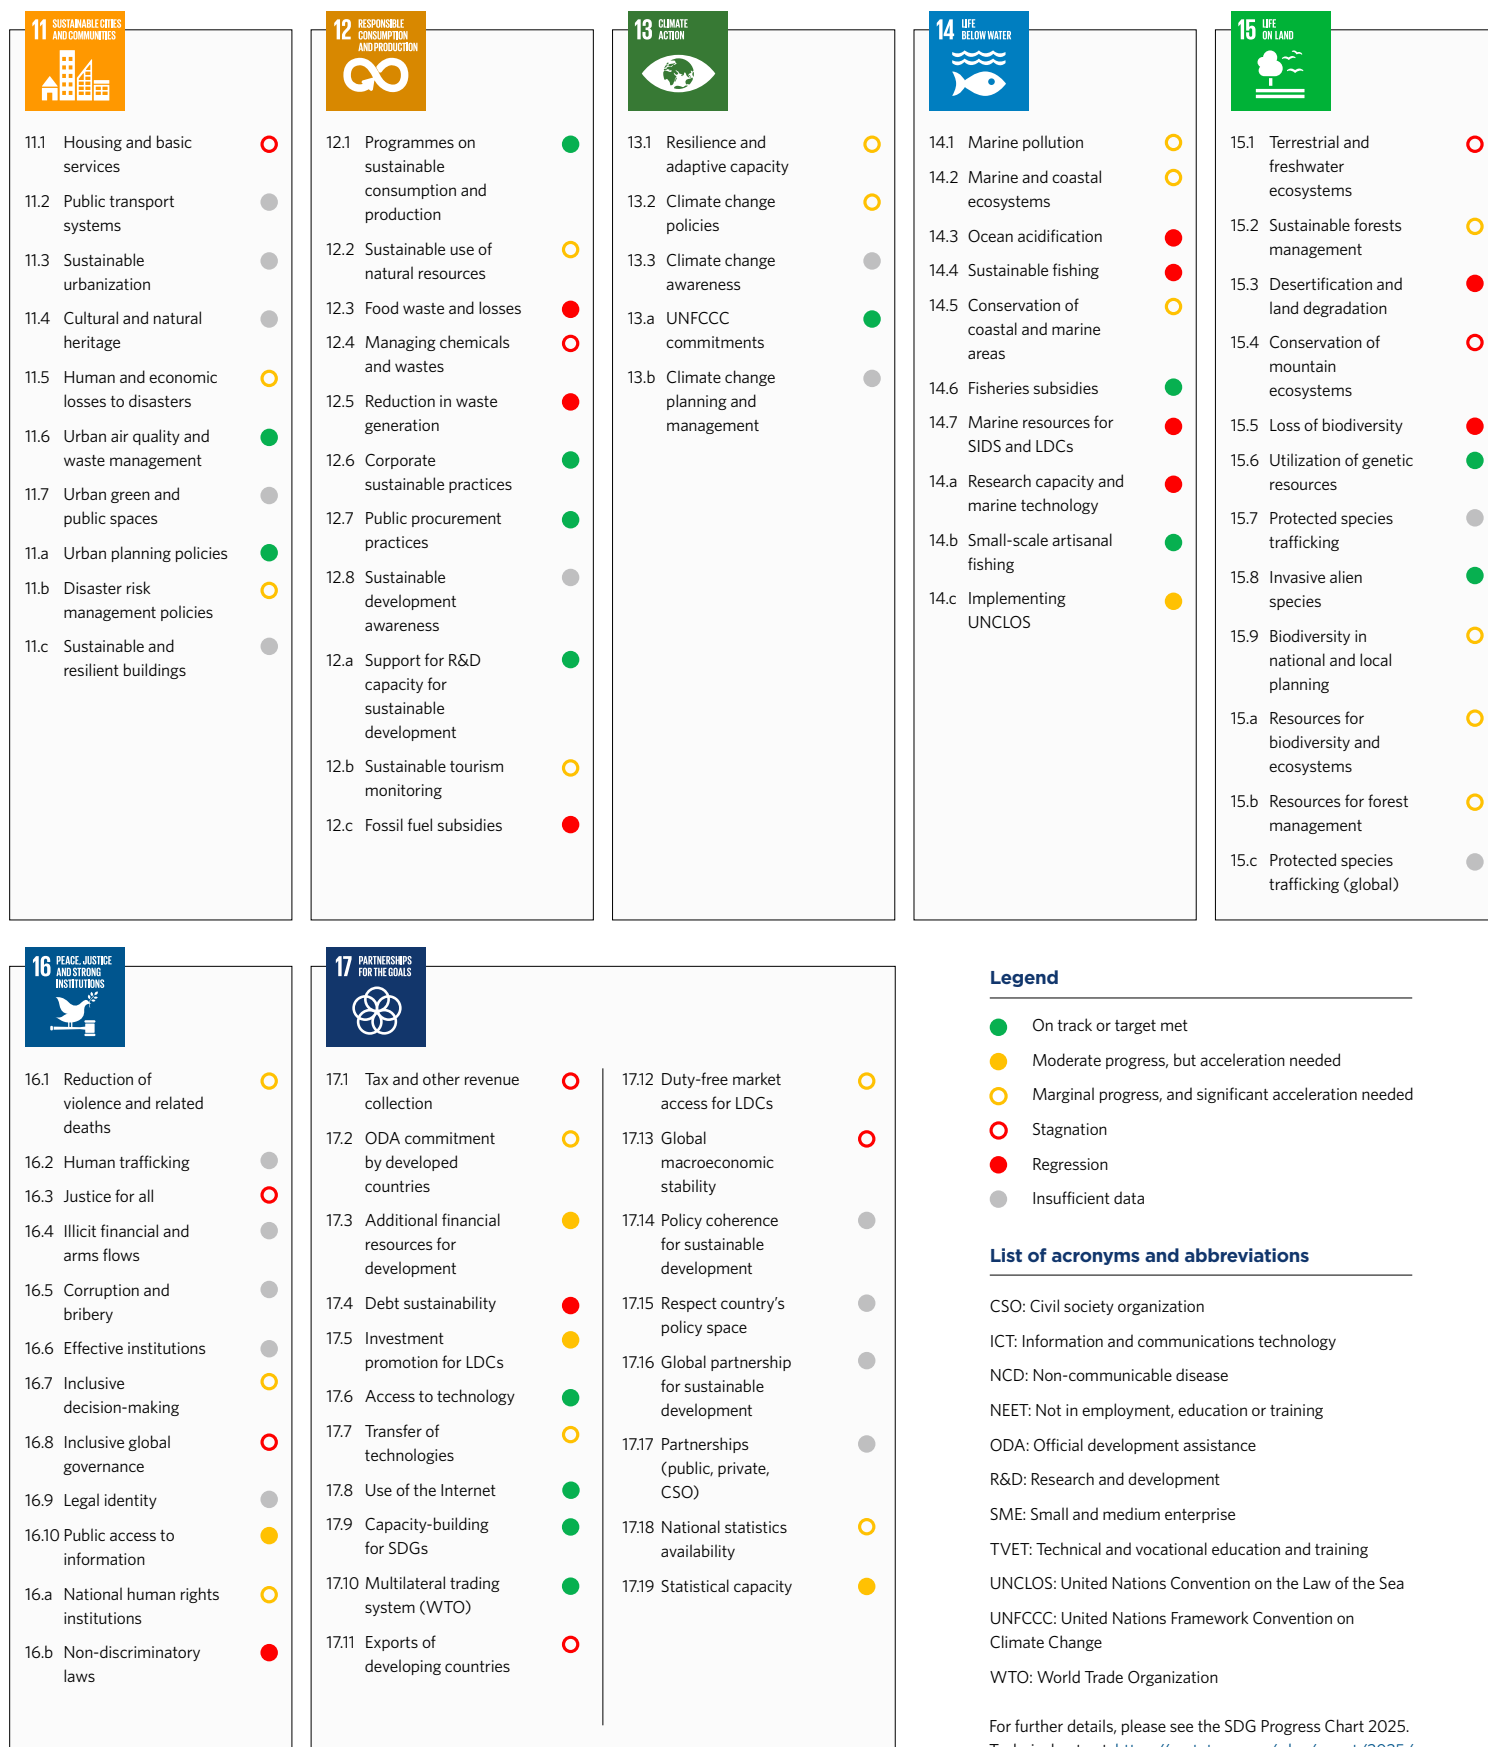 11 SUSTAINABLE CITIES
AND COMMUNITIES
11.1 Housing and basic
services
11.2 Public transport
systems
11.3 Sustainable
urbanization
11.4 Cultural and natural
heritage
11.5 Human and economic
losses to disasters
11.6 Urban air quality and
waste management
11.7 Urban green and
public spaces
11.a Urban planning policies
11.b Disaster risk
management policies
11.c Sustainable and
resilient buildings
12 RESPONSIBLE
CONSUMPTION
AND PRODUCTION
12.1 Programmes on
sustainable
consumption and
production
12.2 Sustainable use of
natural resources
12.3 Food waste and losses
12.4 Managing chemicals
and wastes
12.5 Reduction in waste
generation
12.6 Corporate
sustainable practices
12.7 Public procurement
practices
12.8 Sustainable
development
awareness
12.a Support for R&D
capacity for
sustainable
development
12.b Sustainable tourism
monitoring
12.c Fossil fuel subsidies
13 CLIMATE
ACTION
13.1 Resilience and
adaptive capacity
13.2 Climate change
policies
13.3 Climate change
awareness
13.a UNFCCC
commitments
13.b Climate change
planning and
management
14 LIFE
BELOW WATER
14.1 Marine pollution
14.2 Marine and coastal
ecosystems
14.3 Ocean acidification
14.4 Sustainable fishing
14.5 Conservation of
coastal and marine
areas
14.6 Fisheries subsidies
14.7 Marine resources for
SIDS and LDCs
14.a Research capacity and
marine technology
14.b Small-scale artisanal
fishing
14.c Implementing
UNCLOS
15 LIFE
ON LAND
15.1 Terrestrial and
freshwater
ecosystems
15.2 Sustainable forests
management
15.3 Desertification and
land degradation
15.4 Conservation of
mountain
ecosystems
15.5 Loss of biodiversity
15.6 Utilization of genetic
resources
15.7 Protected species
trafficking
15.8 Invasive alien
species
15.9 Biodiversity in
national and local
planning
15.a Resources for
biodiversity and
ecosystems
15.b Resources for forest
management
15.c Protected species
trafficking (global)
16 PEACE, JUSTICE
AND STRONG
INSTITUTIONS
16.1 Reduction of
violence and related
deaths
16.2 Human trafficking
16.3 Justice for all
16.4 Illicit financial and
arms flows
16.5 Corruption and
bribery
16.6 Effective institutions
16.7 Inclusive
decision-making
16.8 Inclusive global
governance
16.9 Legal identity
16.10 Public access to
information
16.a National human rights
institutions
16.b Non-discriminatory
laws
17 PARTNERSHIPS
FOR THE GOALS
17.1 Tax and other revenue
collection
17.2 ODA commitment
by developed
countries
17.3 Additional financial
resources for
development
17.4 Debt sustainability
17.5 Investment
promotion for LDCs
17.6 Access to technology
17.7 Transfer of
technologies
17.8 Use of the Internet
17.9 Capacity-building
for SDGs
17.10 Multilateral trading
system (WTO)
17.11 Exports of
developing countries
17.12 Duty-free market
access for LDCs
17.13 Global
macroeconomic
stability
17.14 Policy coherence
for sustainable
development
17.15 Respect country's
policy space
17.16 Global partnership
for sustainable
development
17.17 Partnerships
(public, private,
CSO)
17.18 National statistics
availability
17.19 Statistical capacity
Legend
On track or target met
Moderate progress, but acceleration needed
Marginal progress, and significant acceleration needed
Stagnation
Regression
Insufficient data
List of acronyms and abbreviations
CSO: Civil society organization
ICT: Information and communications technology
NCD: Non-communicable disease
NEET: Not in employment, education or training
ODA: Official development assistance
R&D: Research and development
SME: Small and medium enterprise
TVET: Technical and vocational education and training
UNCLOS: United Nations Convention on the Law of the Sea
UNFCCC: United Nations Framework Convention on
Climate Change
WTO: World Trade Organization
For further details, please see the SDG Progress Chart 2025.